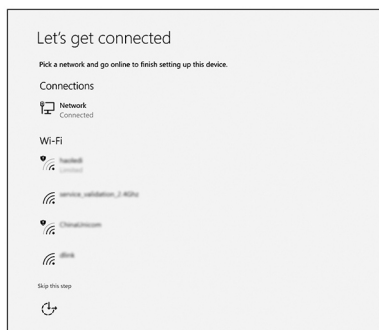 Let's get connected
Pick a network and go online to finish setting up this device.
Connections
Network
Connected
Wi-Fi
Limited
service_validation_2.4Ghz
ChinaUnicom
dlink
Skip this step